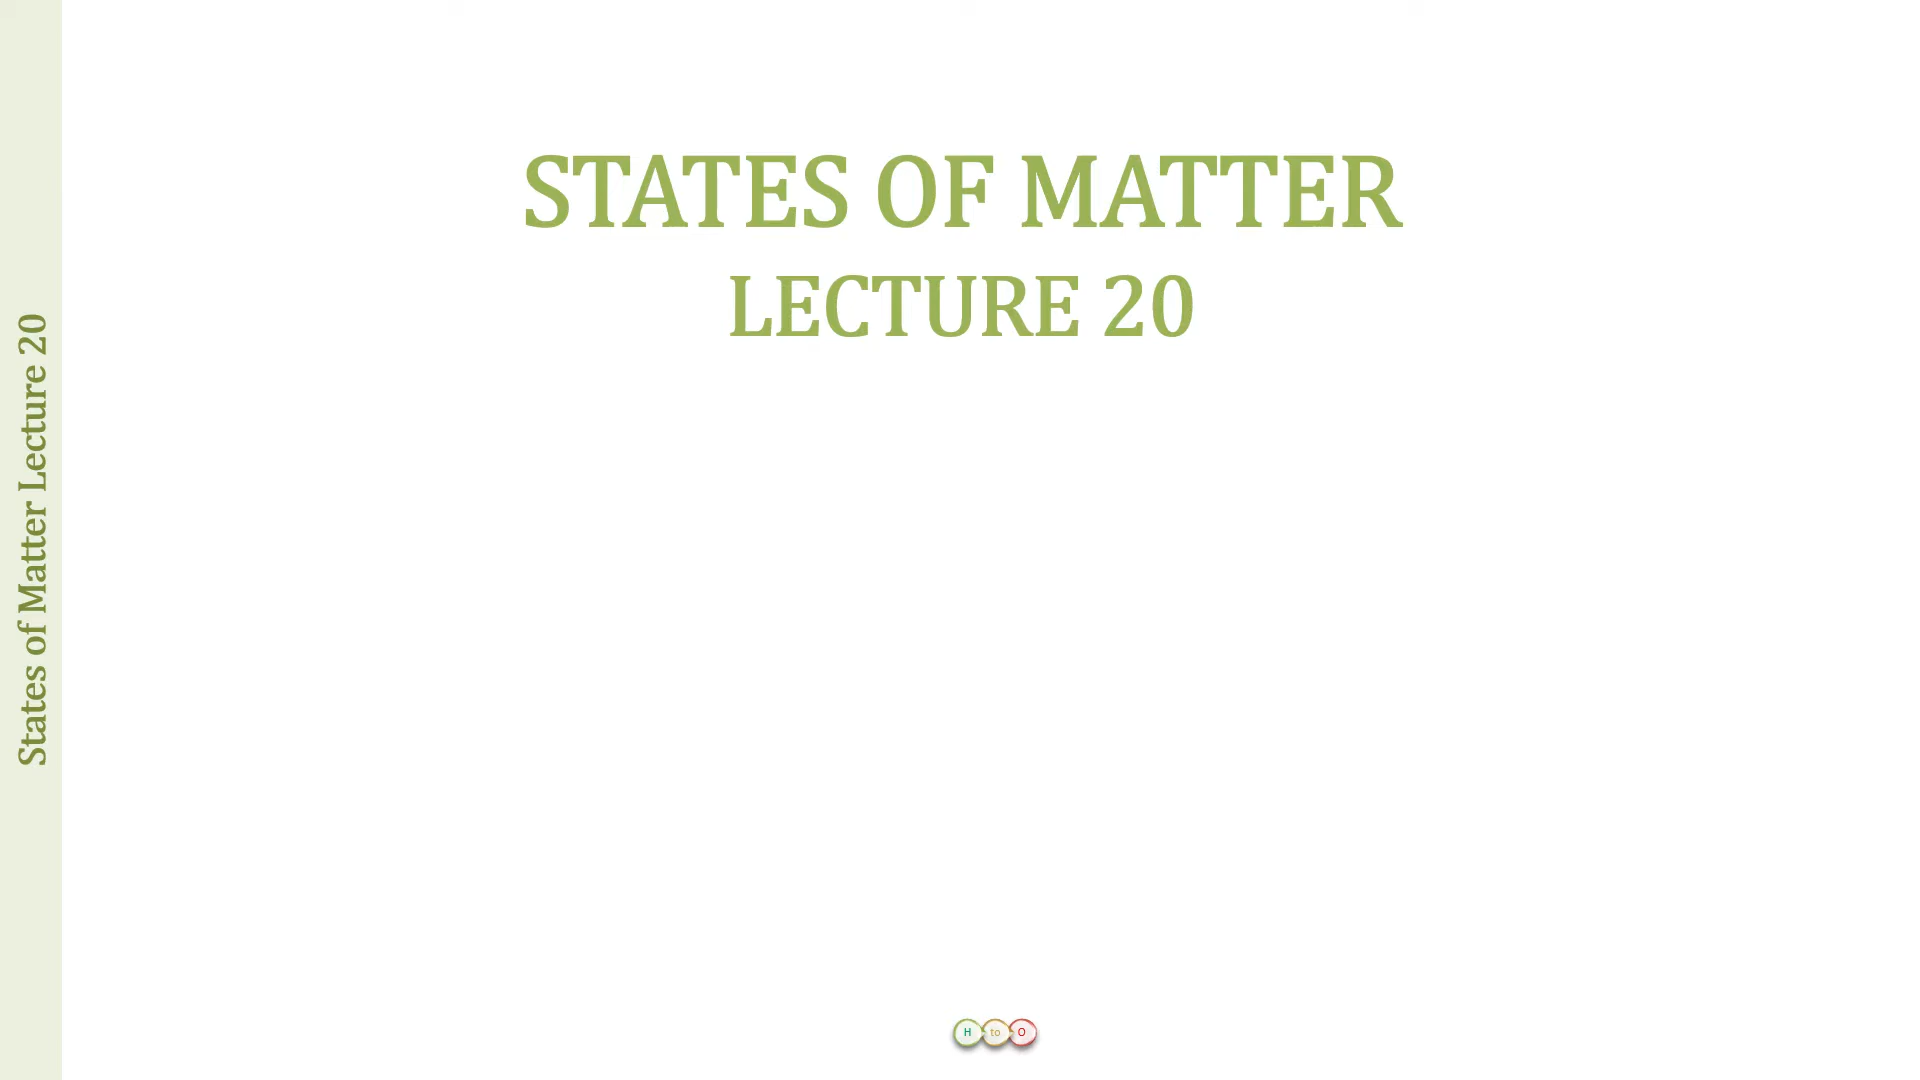 STATES OF MATTER
LECTURE 20
States of Matter Lecture 20
H to O